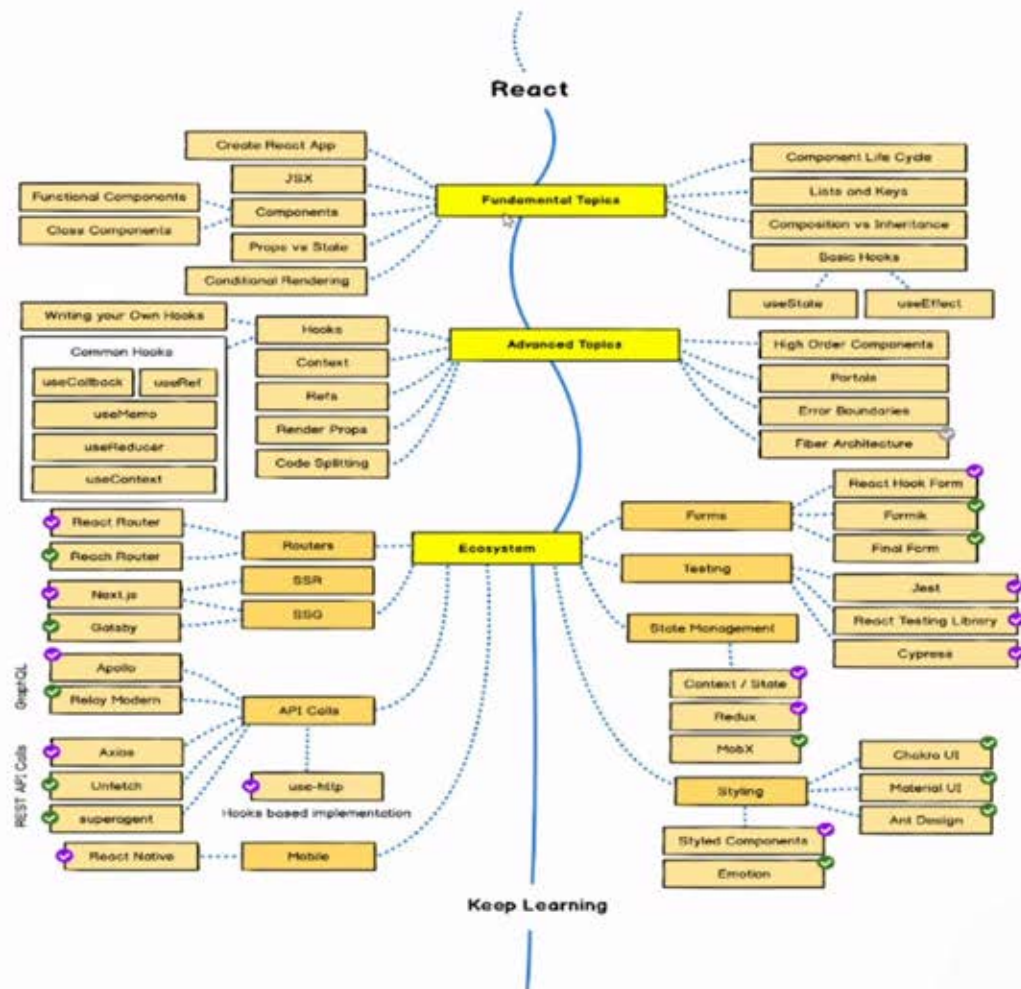 React
Create React App
JSX
Functional Components
Components
Class Components
Props vs State
Conditional Rendering
Fundamental Topics
Component Life Cycle
Lists and Keys
Composition vs Inheritance
Basic Hooks
useState
useEffect
Writing your Own Hooks
Hooks
Common Hooks
useCallback
useRef
useMemo
useReducer
useContext
Context
Refs
Render Props
Code Splitting
Advanced Topics
High Order Components
Portals
Error Boundaries
Fiber Architecture
Ecosystem
React Router
Reach Router
Routers
SSR
Next.js
SSG
Gatsby
GraphQL
Apollo
Relay Modern
API Calls
REST API Calls
Axios
Unfetch
superagent
use-http
Hooks based implementation
React Native
Mobile
Forms
React Hook Form
Formik
Final Form
Testing
Jest
React Testing Library
Cypress
State Management
Context / State
Redux
MobX
Styling
Chakra UI
Material UI
Ant Design
Styled Components
Emotion
Keep Learning